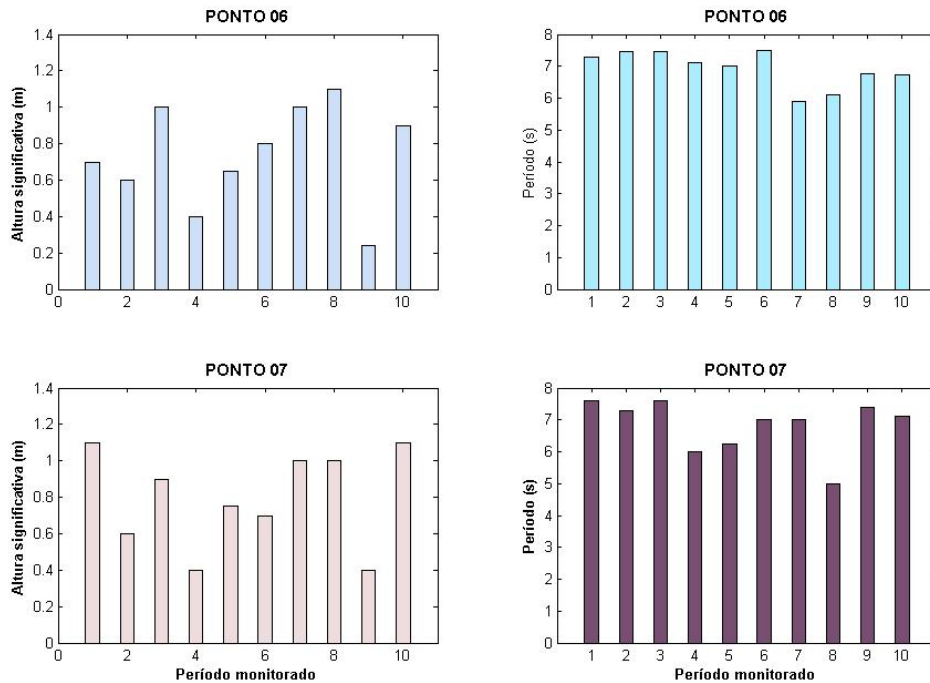 PONTO 06
1.4
1.2
1
0.8
0.6
0.4
0.2
0
Altura significativa (m)
0 2 4 6 8 10
PONTO 06
8
7
6
5
4
3
2
1
0
Período (s)
1 2 3 4 5 6 7 8 9 10
PONTO 07
1.4
1.2
1
0.8
0.6
0.4
0.2
0
Altura significativa (m)
0 2 4 6 8 10
Período monitorado
PONTO 07
8
7
6
5
4
3
2
1
0
Período (s)
1 2 3 4 5 6 7 8 9 10
Período monitorado